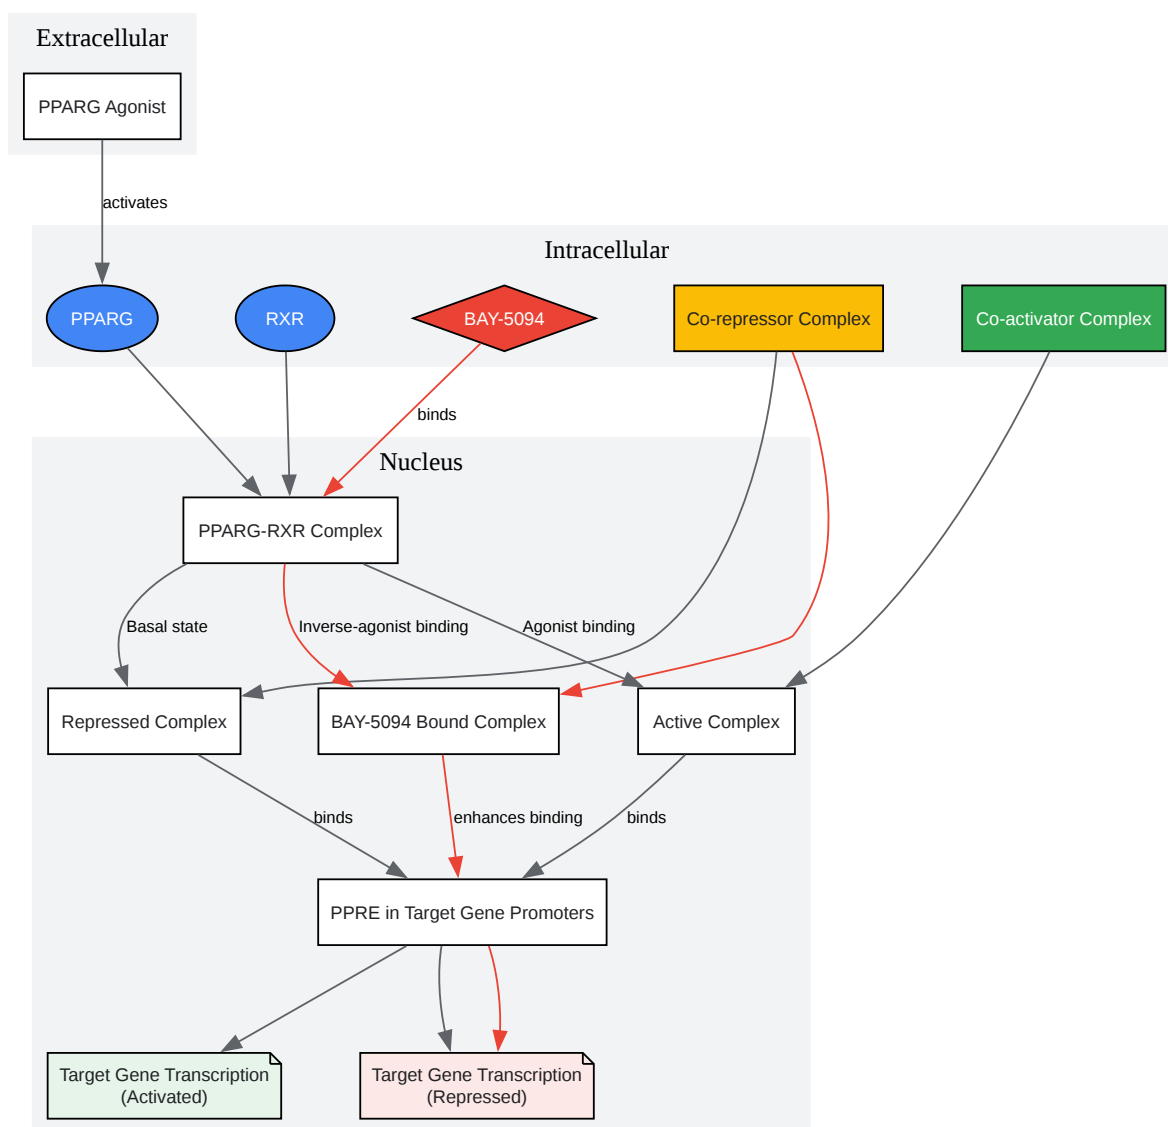 Extracellular
PPARG Agonist
activates
Intracellular
PPARG
RXR
BAY-5094
Co-repressor Complex
Co-activator Complex
binds
Nucleus
PPARG-RXR Complex
Basal state
Inverse-agonist binding
Agonist binding
Repressed Complex
BAY-5094 Bound Complex
Active Complex
binds
enhances binding
binds
PPRE in Target Gene Promoters
Target Gene Transcription
(Activated)
Target Gene Transcription
(Repressed)